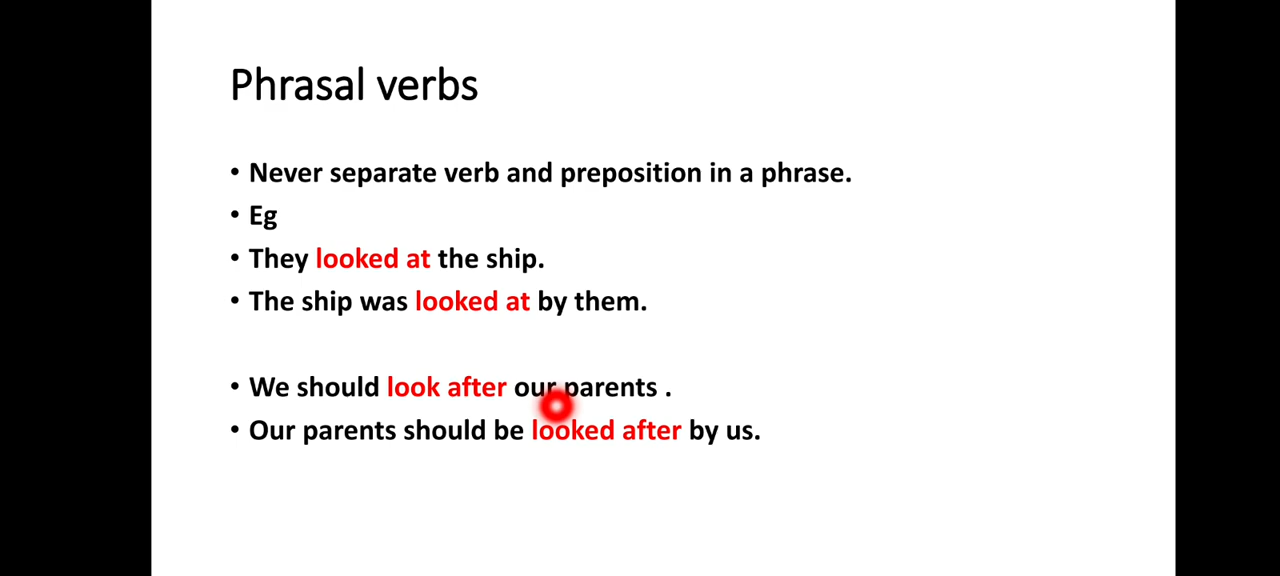 Phrasal verbs
• Never separate verb and preposition in a phrase.
• Eg
• They looked at the ship.
• The ship was looked at by them.
• We should look after our parents .
• Our parents should be looked after by us.